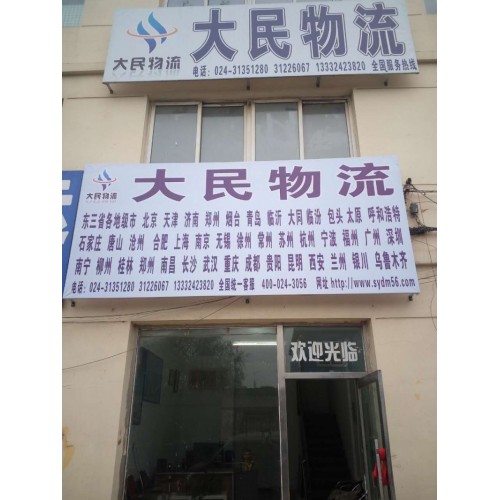 大民物流
大民物流
电话：024-31351280 31226067 13332423820 全国服务热线
大民物流
大民物流
东三省各地级市 北京 天津 济南 郑州 烟台 青岛 临沂 大同 临汾 包头 太原 呼和浩特
石家庄 唐山 沧州 合肥 上海 南京 无锡 徐州 常州 苏州 杭州 宁波 福州 广州 深圳
南宁 柳州 桂林 郑州 南昌 长沙 武汉 重庆 成都 贵阳 昆明 西安 兰州 银川 乌鲁木齐
电话：024-31351280 31226067 13332423820 全国统一客服 400-024-3056 网址http://www.sydm56.com
欢迎光临